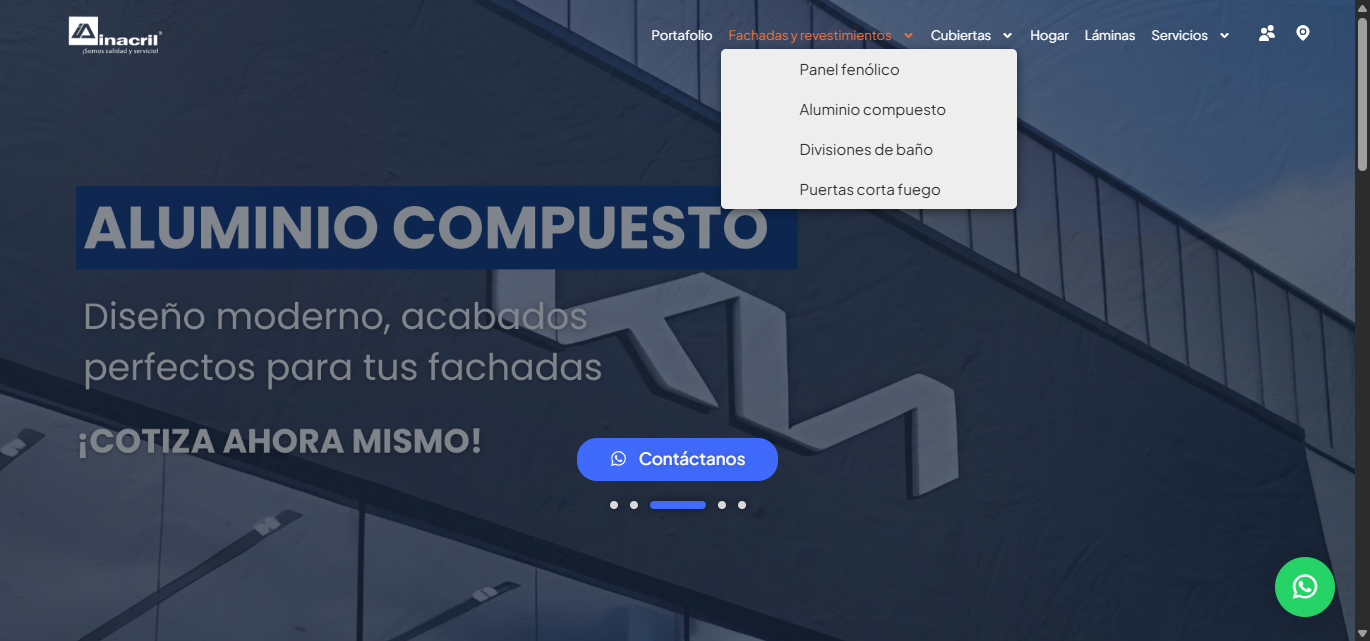 inacril®
¡Somos calidad y servicio!
Portafolio Fachadas y revestimientos Cubiertas Hogar Láminas Servicios
Panel fenólico
Aluminio compuesto
Divisiones de baño
Puertas corta fuego
ALUMINIO COMPUESTO
Diseño moderno, acabados
perfectos para tus fachadas
¡COTIZA AHORA MISMO!
Contáctanos